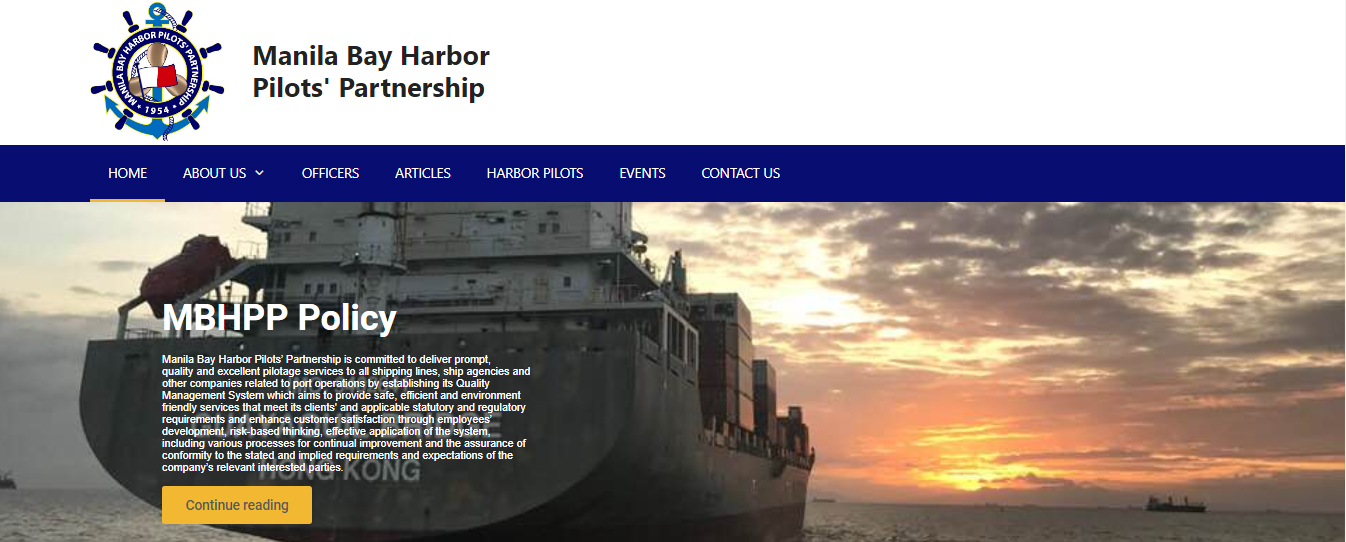 MANILA BAY HARBOR PILOTS' PARTNERSHIP
1954
Manila Bay Harbor
Pilots' Partnership
HOME ABOUT US OFFICERS ARTICLES HARBOR PILOTS EVENTS CONTACT US
MBHPP Policy
Manila Bay Harbor Pilots' Partnership is committed to deliver prompt,
quality and excellent pilotage services to all shipping lines, ship agencies and
other companies related to port operations by establishing its Quality
Management System which aims to provide safe, efficient and environment
friendly services that meet its clients' and applicable statutory and regulatory
requirements and enhance customer satisfaction through employees'
development, risk-based thinking, effective application of the system,
including various processes for continual improvement and the assurance of
conformity to the stated and implied requirements and expectations of the
company's relevant interested parties.
HONG KONG
Continue reading